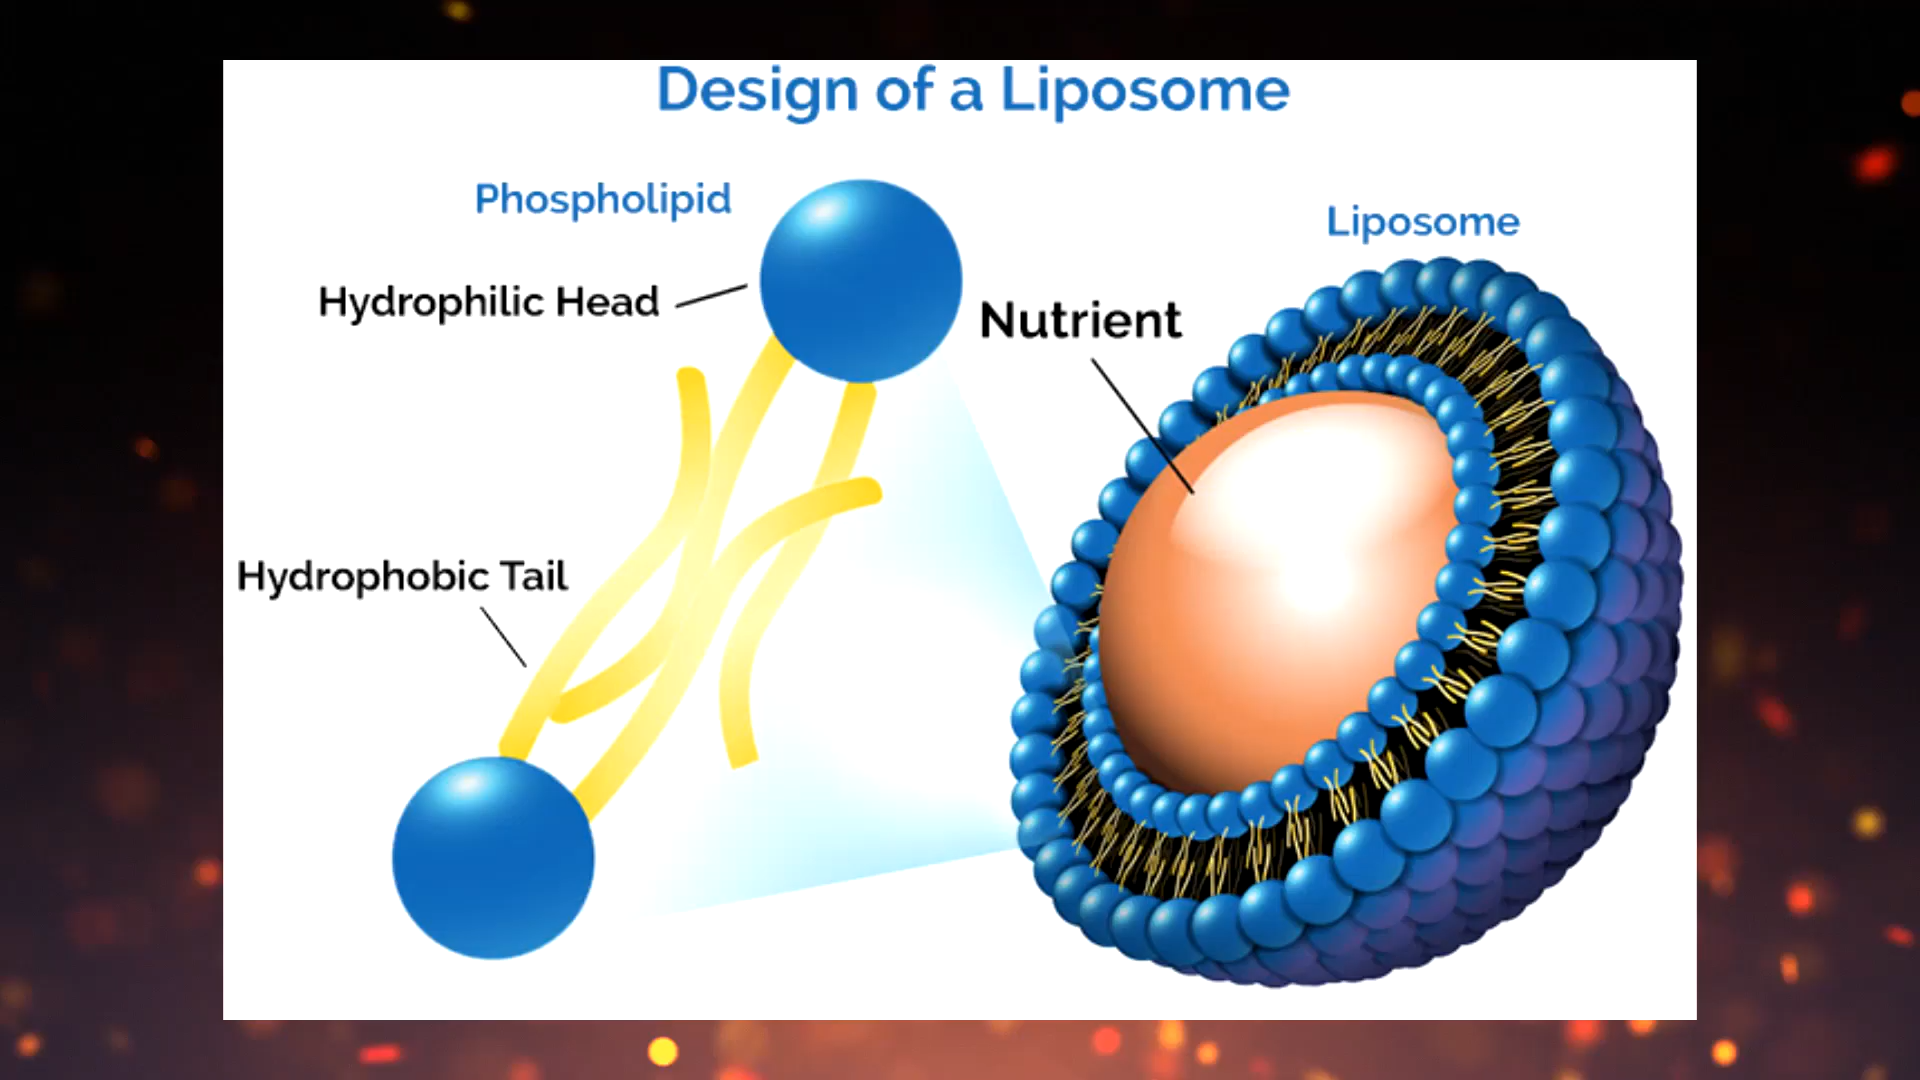 Design of a Liposome
Phospholipid
Liposome
Hydrophilic Head
Nutrient
Hydrophobic Tail